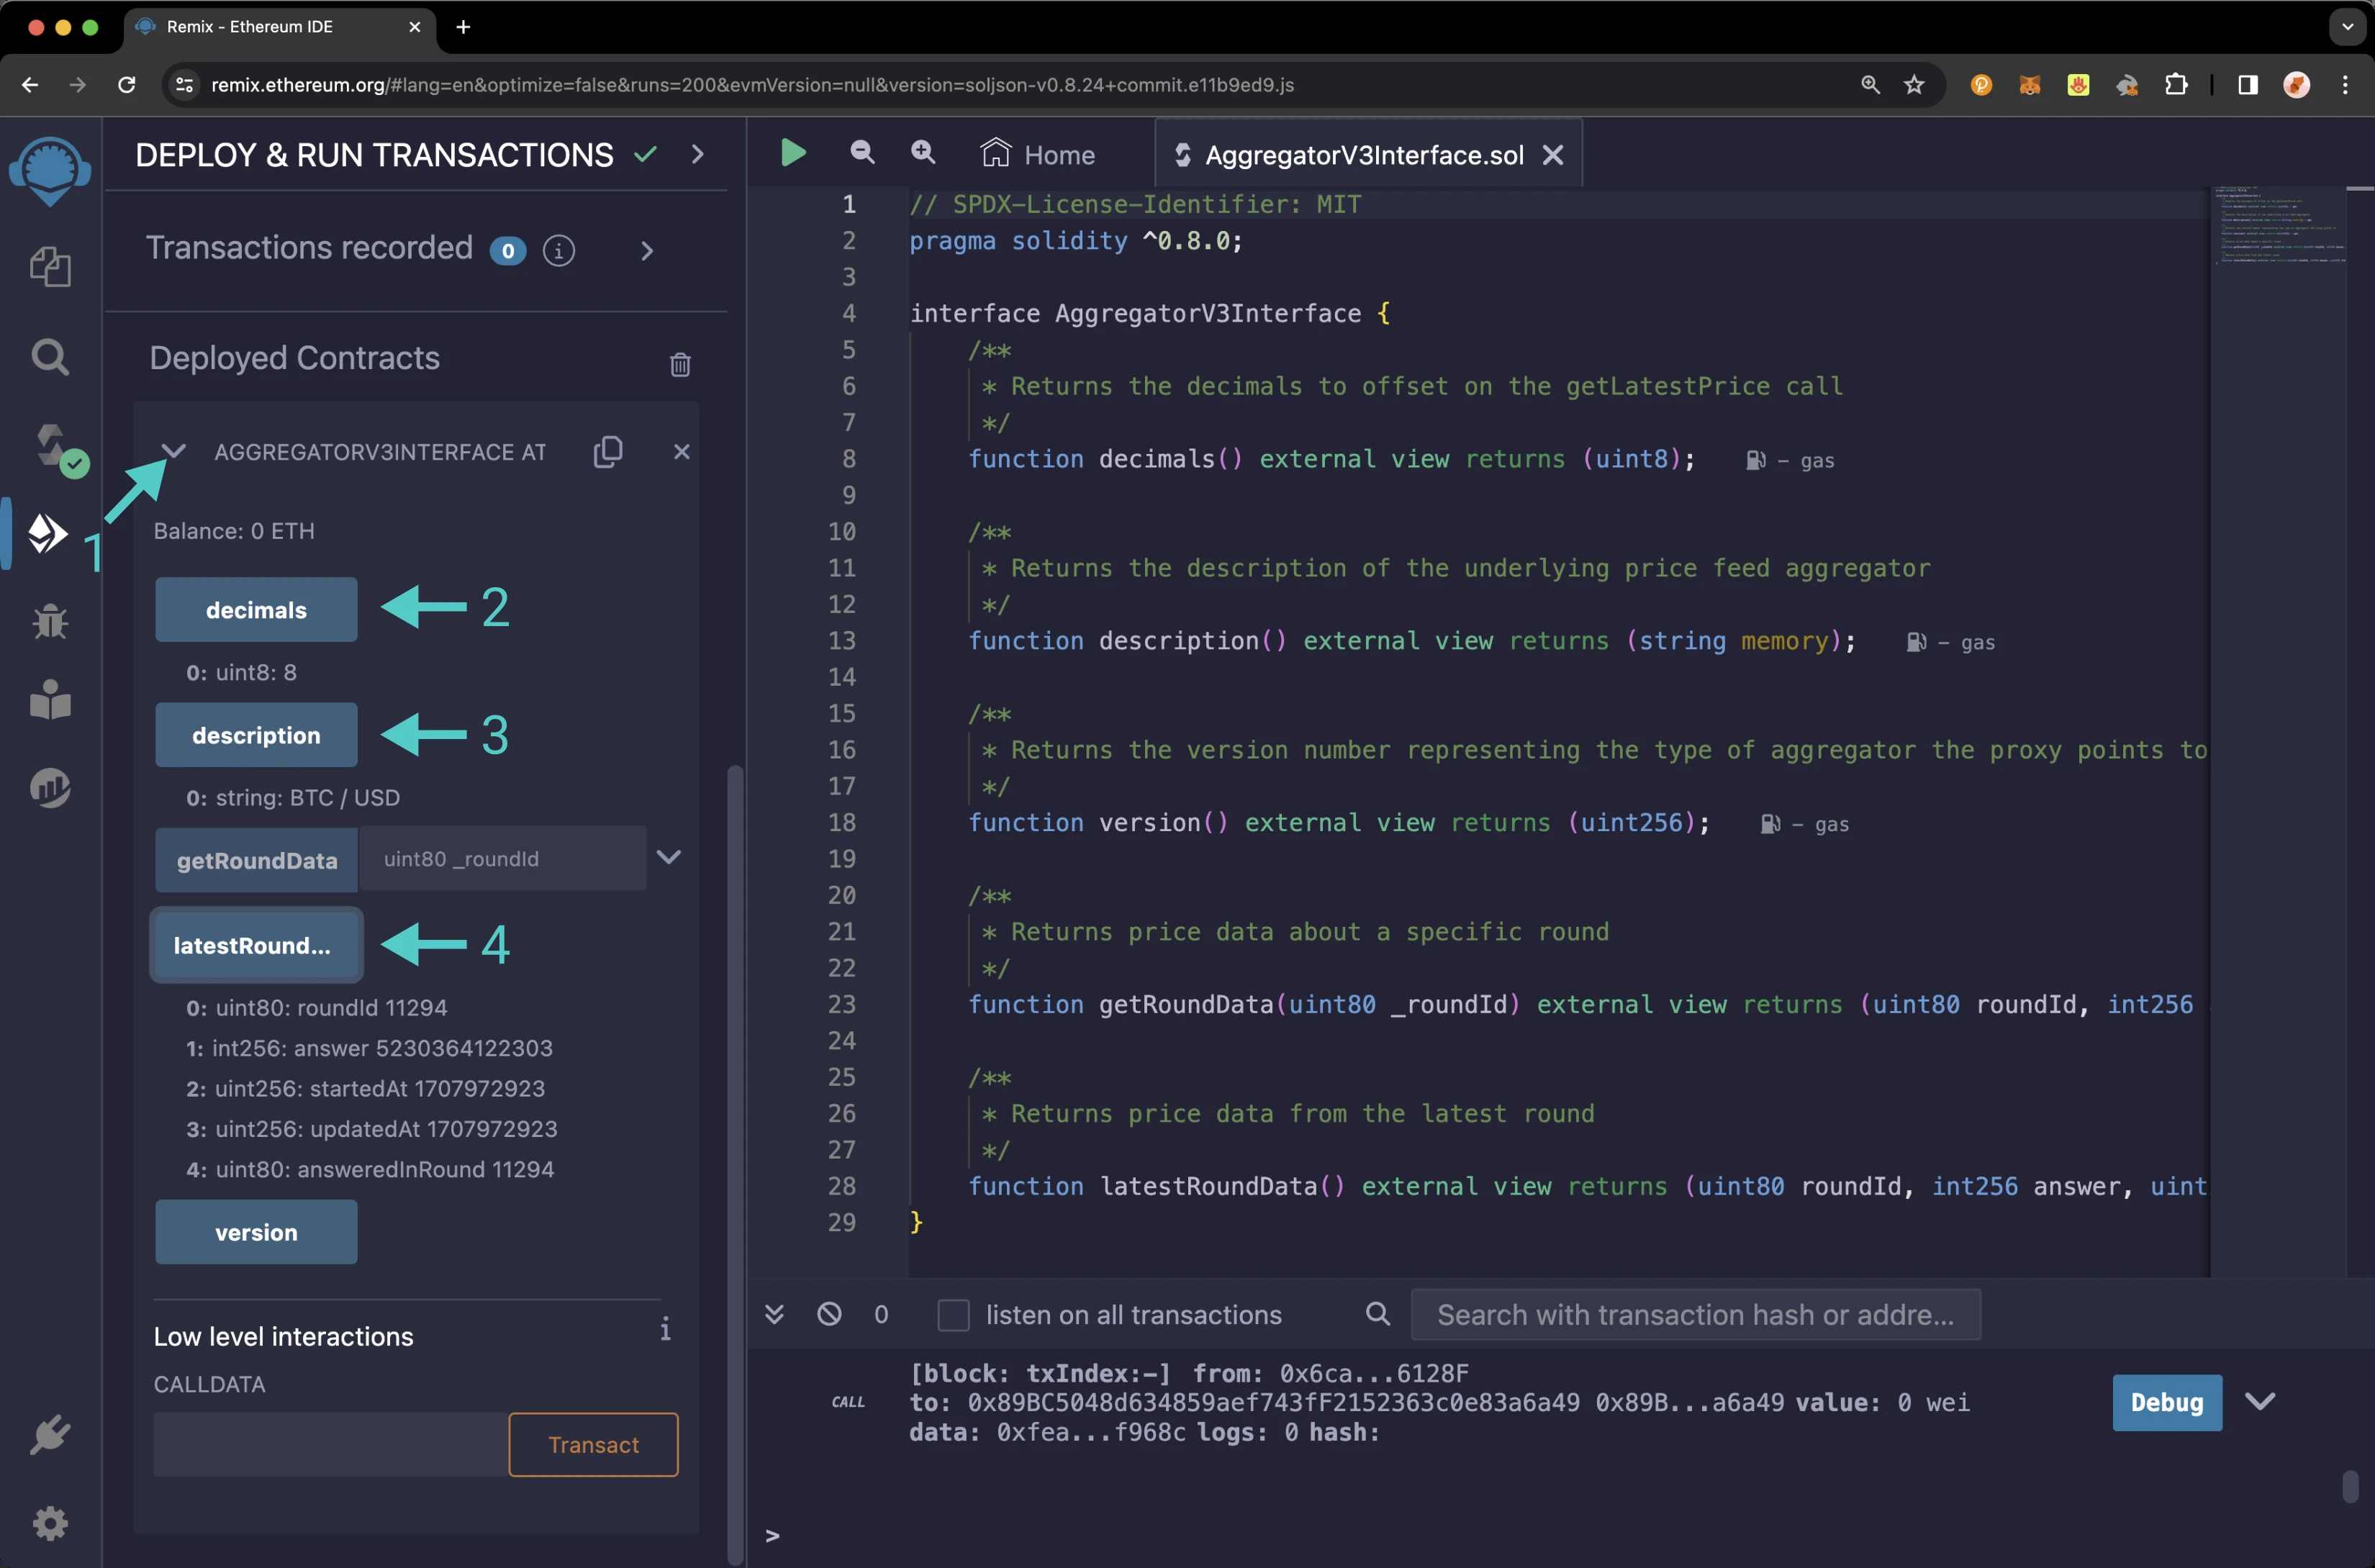 Remix - Ethereum IDE
remix.ethereum.org/#lang=en&optimize=false&runs=200&evmVersion=null&version=soljson-v0.8.24+commit.e11b9ed9.js
DEPLOY & RUN TRANSACTIONS
Transactions recorded 0 i
Deployed Contracts
AGGREGATORV3INTERFACE AT
1
Balance: 0 ETH
decimals
2
0: uint8: 8
description
3
0: string: BTC / USD
getRoundData uint80 _roundId
latestRound...
4
0: uint80: roundId 11294
1: int256: answer 5230364122303
2: uint256: startedAt 1707972923
3: uint256: updatedAt 1707972923
4: uint80: answeredInRound 11294
version
Low level interactions i
CALLDATA
Transact
Home
AggregatorV3Interface.sol
1 // SPDX-License-Identifier: MIT
2 pragma solidity ^0.8.0;
3
4 interface AggregatorV3Interface {
5 /**
6 * Returns the decimals to offset on the getLatestPrice call
7 */
8 function decimals() external view returns (uint8); - gas
9
10 /**
11 * Returns the description of the underlying price feed aggregator
12 */
13 function description() external view returns (string memory); - gas
14
15 /**
16 * Returns the version number representing the type of aggregator the proxy points to
17 */
18 function version() external view returns (uint256); - gas
19
20 /**
21 * Returns price data about a specific round
22 */
23 function getRoundData(uint80 _roundId) external view returns (uint80 roundId, int256
24
25 /**
26 * Returns price data from the latest round
27 */
28 function latestRoundData() external view returns (uint80 roundId, int256 answer, uint
29 }
0 listen on all transactions Search with transaction hash or addre...
[block: txIndex:-] from: 0x6ca...6128F
CALL to: 0x89BC5048d634859aef743fF2152363c0e83a6a49 0x89B...a6a49 value: 0 wei
data: 0xfea...f968c logs: 0 hash:
Debug
>